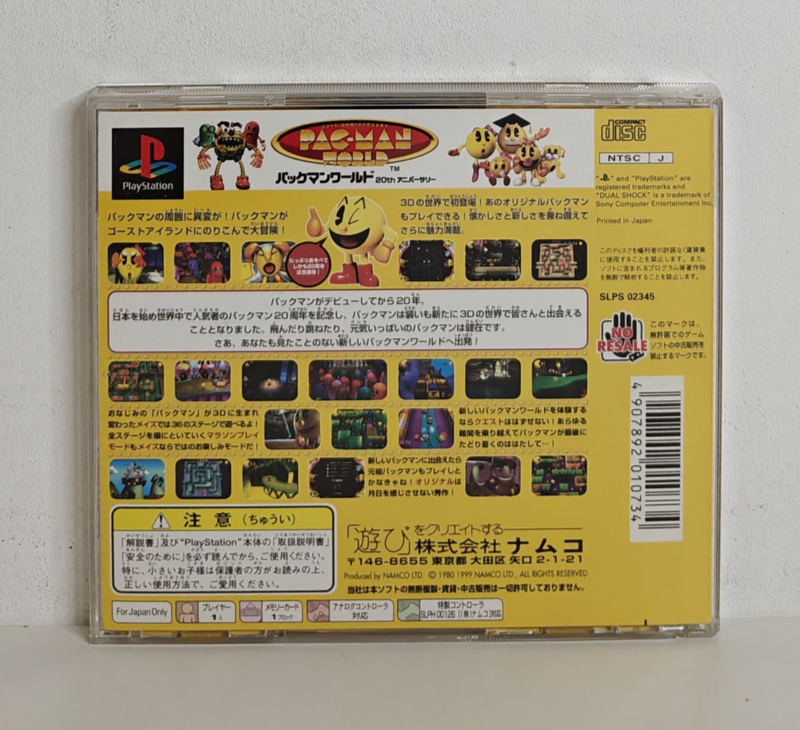 20TH ANNIVERSARY
PAC-MAN
WORLD
TM
パックマンワールド 20th アニバーサリー
PlayStation
COMPACT
disc
NTSC J
" " and "PlayStation" are
registered trademarks and
"DUAL SHOCK" is a trademark of
Sony Computer Entertainment Inc.
Printed in Japan
パックマンの周囲に異変が！パックマンが
ゴーストアイランドにのりこんで大冒険！
3Dの世界で初登場！あのオリジナルパックマン
もプレイできる！懐かしさと新しさを兼ね備えて
さらに魅力満載。
このディスクを権利者の許諾なく賃貸業
に使用することを禁止します。また、
ソフトに含まれるプログラム等著作物
を無断で解析することを禁止します。
SLPS 02345
パックマンがデビューしてから20年。
日本を始め世界中で人気者のパックマン20周年を記念し、パックマンは装いも新たに3Dの世界で皆さんと出会える
こととなりました。飛んだり跳ねたり、元気いっぱいのパックマンは健在です。
さあ、あなたも見たことのない新しいパックマンワールドへ出発！
NO
RESALE
このマークは、
無許諾でのゲーム
ソフトの中古販売を
禁止するマークです。
おなじみの「パックマン」が3Dに生まれ
変わったメイズでは36のステージで遊べるよ！
全ステージを順にといていくマラソンプレイ
モードもメイズならではのお楽しみモードだ！
新しいパックマンワールドを体験する
ならクエストははずせない！あらゆる
難関を乗り越えてパックマンが最後に
たどり着くのははたして…！
新しいパックマンに出会えたら
元祖パックマンもプレイしと
かなきゃね！オリジナルは
月日を感じさせない秀作！
4907892010734
注意（ちゅうい）
「解説書」及び"PlayStation"本体の「取扱説明書」
「安全のために」を必ず読んでから、ご使用ください。
特に、小さいお子様は保護者の方がお読みの上、
正しい使用方法で、ご愛用ください。
「遊び」をクリエイトする
株式会社 ナムコ
〒146-8655 東京都 大田区 矢口 2-1-21
Produced by NAMCO LTD. © 1980 1999 NAMCO LTD., ALL RIGHTS RESERVED
当社は本ソフトの無断複製・賃貸・中古販売は一切許可しておりません。
For Japan Only
プレイヤー
1人
メモリーカード
1ブロック
アナログコントローラ
対応
特製コントローラ
SLPH 00126 [(株)ナムコ]対応